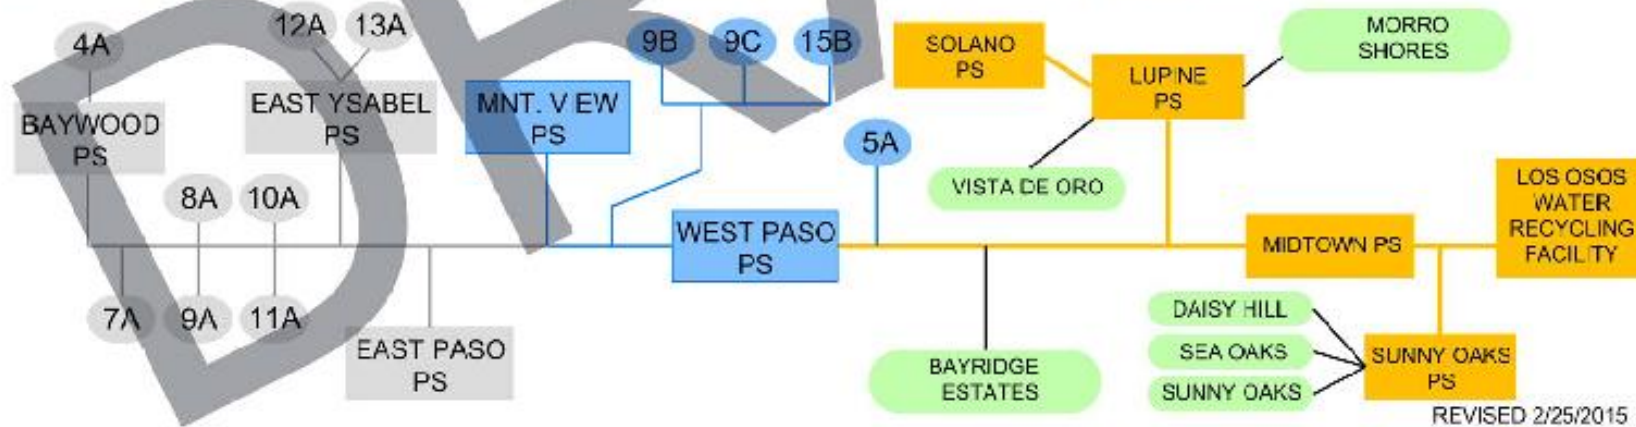 4A
12A
13A
9B
9C
15B
SOLANO
PS
MORRO
SHORES
LUPINE
PS
BAYWOOD
PS
EAST YSABEL
PS
MNT. V EW
PS
5A
VISTA DE ORO
LOS OSOS
WATER
RECYCLING
FACILITY
8A
10A
WEST PASO
PS
MIDTOWN PS
7A
9A
11A
EAST PASO
PS
BAYRIDGE
ESTATES
DAISY HILL
SEA OAKS
SUNNY OAKS
SUNNY OAKS
PS
REVISED 2/25/2015